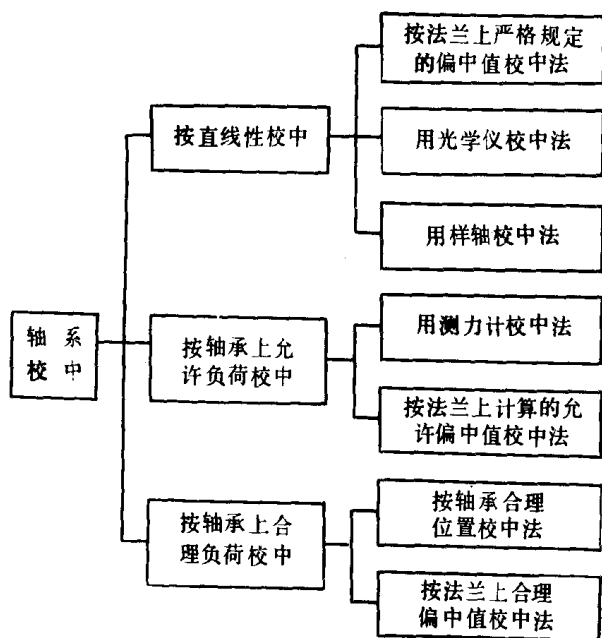 轴系
校中
按直线性校中
按法兰上严格规定
的偏中值校中法
用光学仪校中法
用样轴校中法
按轴承上允
许负荷校中
用测力计校中法
按法兰上计算的允
许偏中值校中法
按轴承上合
理负荷校中
按轴承合理
位置校中法
按法兰上合理
偏中值校中法